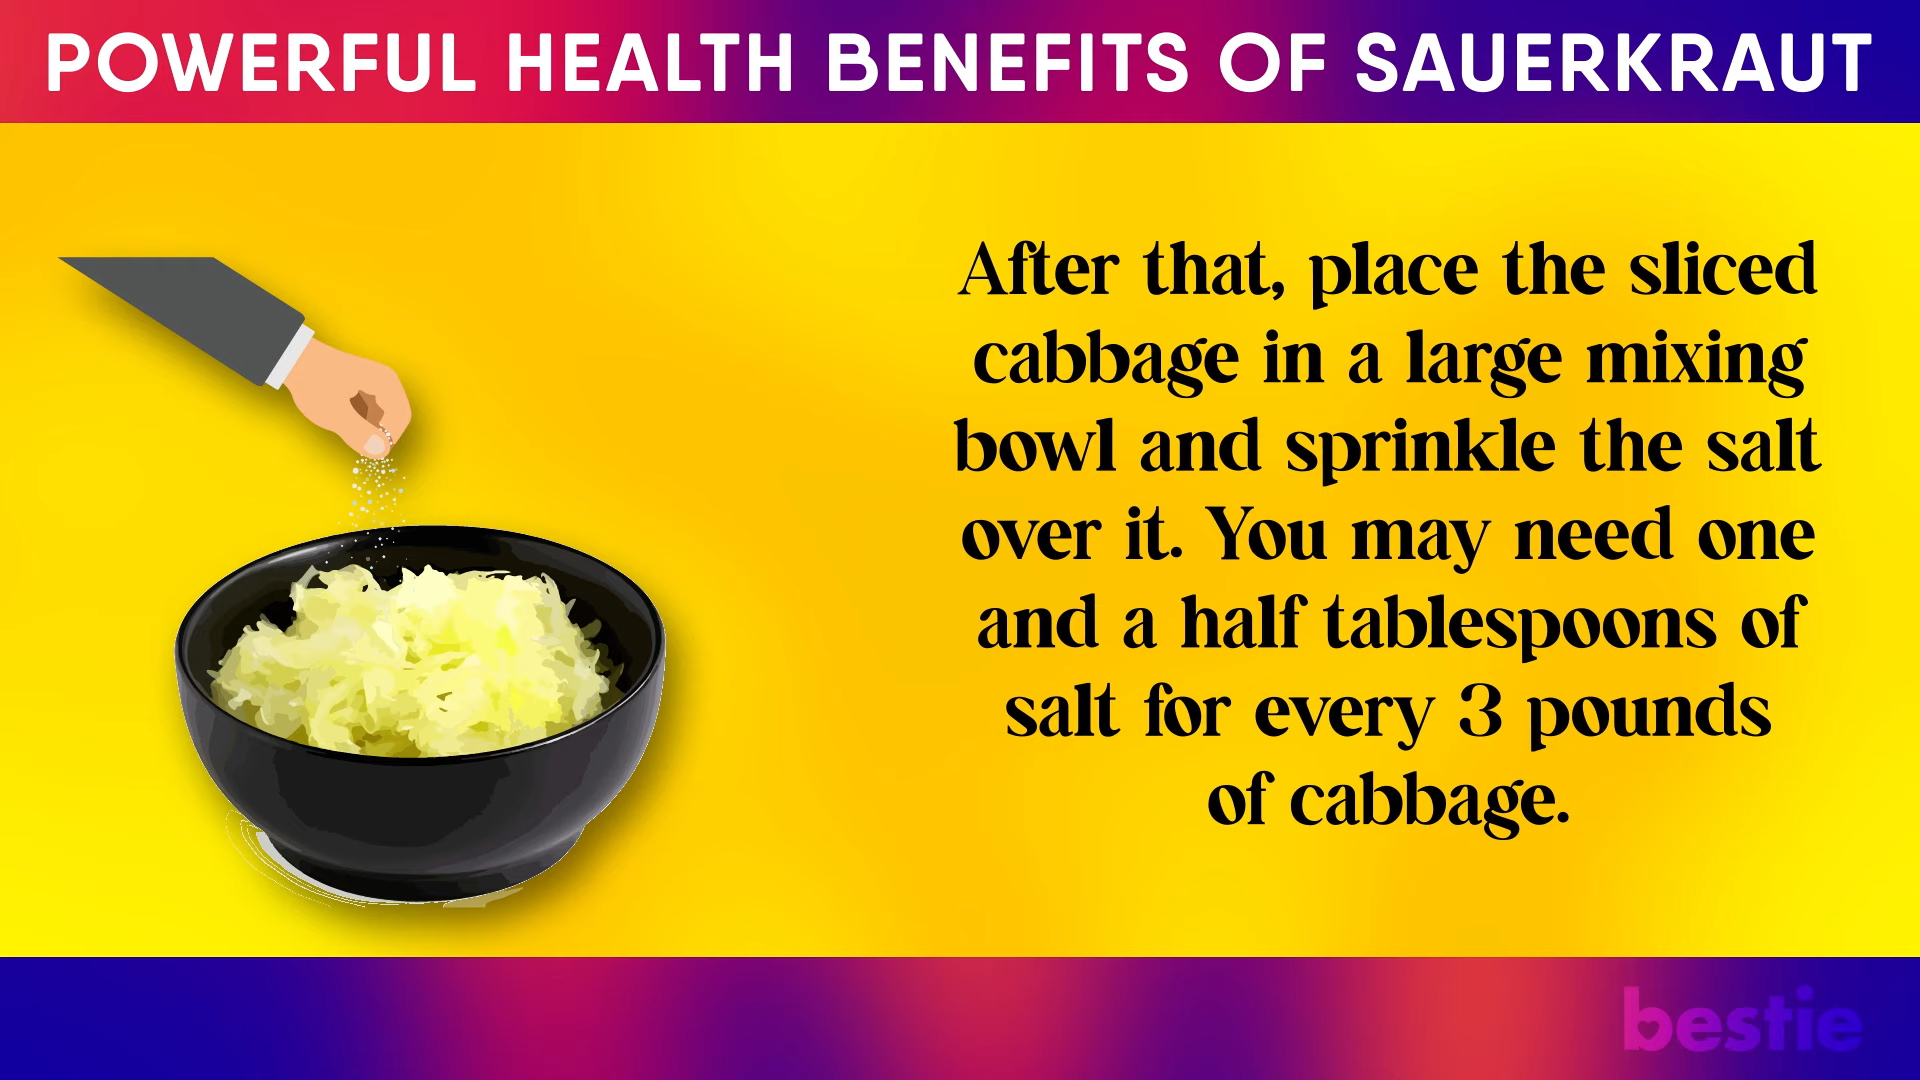 POWERFUL HEALTH BENEFITS OF SAUERKRAUT
After that, place the sliced
cabbage in a large mixing
bowl and sprinkle the salt
over it. You may need one
and a half tablespoons of
salt for every 3 pounds
of cabbage.
bestie